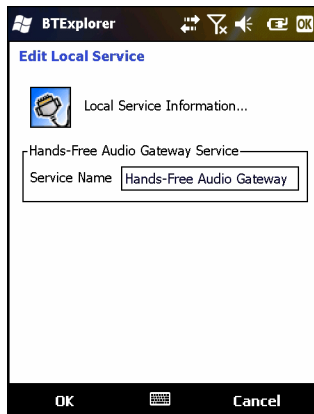 BTExplorer OK
Edit Local Service
Local Service Information...
Hands-Free Audio Gateway Service
Service Name Hands-Free Audio Gateway
OK Cancel